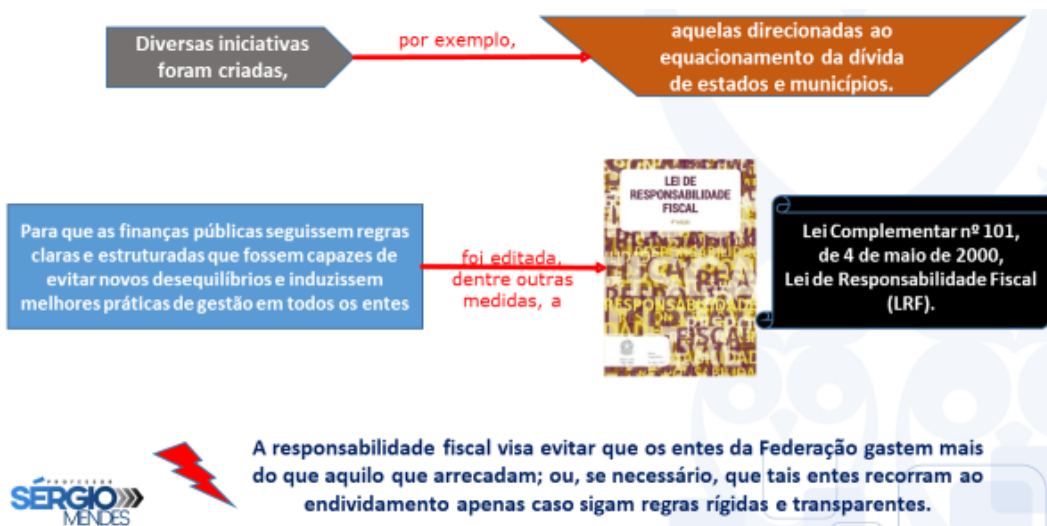 Diversas iniciativas
foram criadas,
por exemplo,
aquelas direcionadas ao
equacionamento da dívida
de estados e municípios.
Para que as finanças públicas seguissem regras
claras e estruturadas que fossem capazes de
evitar novos desequilíbrios e induzissem
melhores práticas de gestão em todos os entes
foi editada,
dentre outras
medidas, a
LEI DE
RESPONSABILIDADE
FISCAL
Lei Complementar nº 101,
de 4 de maio de 2000,
Lei de Responsabilidade Fiscal
(LRF).
A responsabilidade fiscal visa evitar que os entes da Federação gastem mais
do que aquilo que arrecadam; ou, se necessário, que tais entes recorram ao
endividamento apenas caso sigam regras rígidas e transparentes.
PROFESSOR
SÉRGIO
MENDES